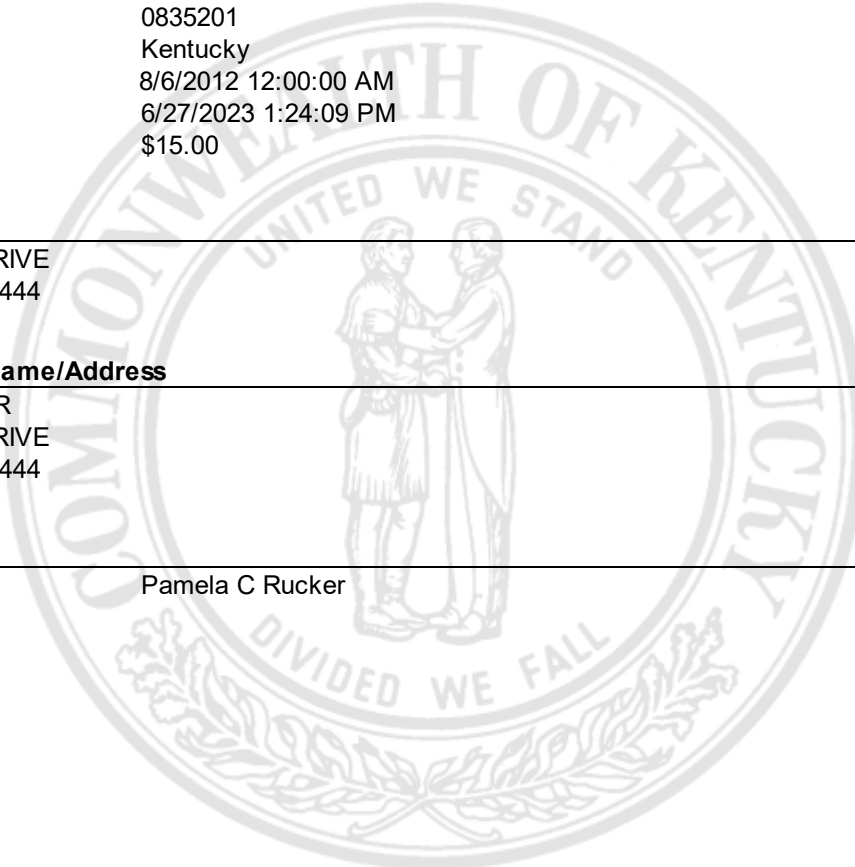 0835201
Kentucky
8/6/2012 12:00:00 AM
6/27/2023 1:24:09 PM
$15.00
COMMONWEALTH OF KENTUCKY
UNITED WE STAND
RIVE
444
ame/Address
R
RIVE
444
Pamela C Rucker
DIVIDED WE FALL